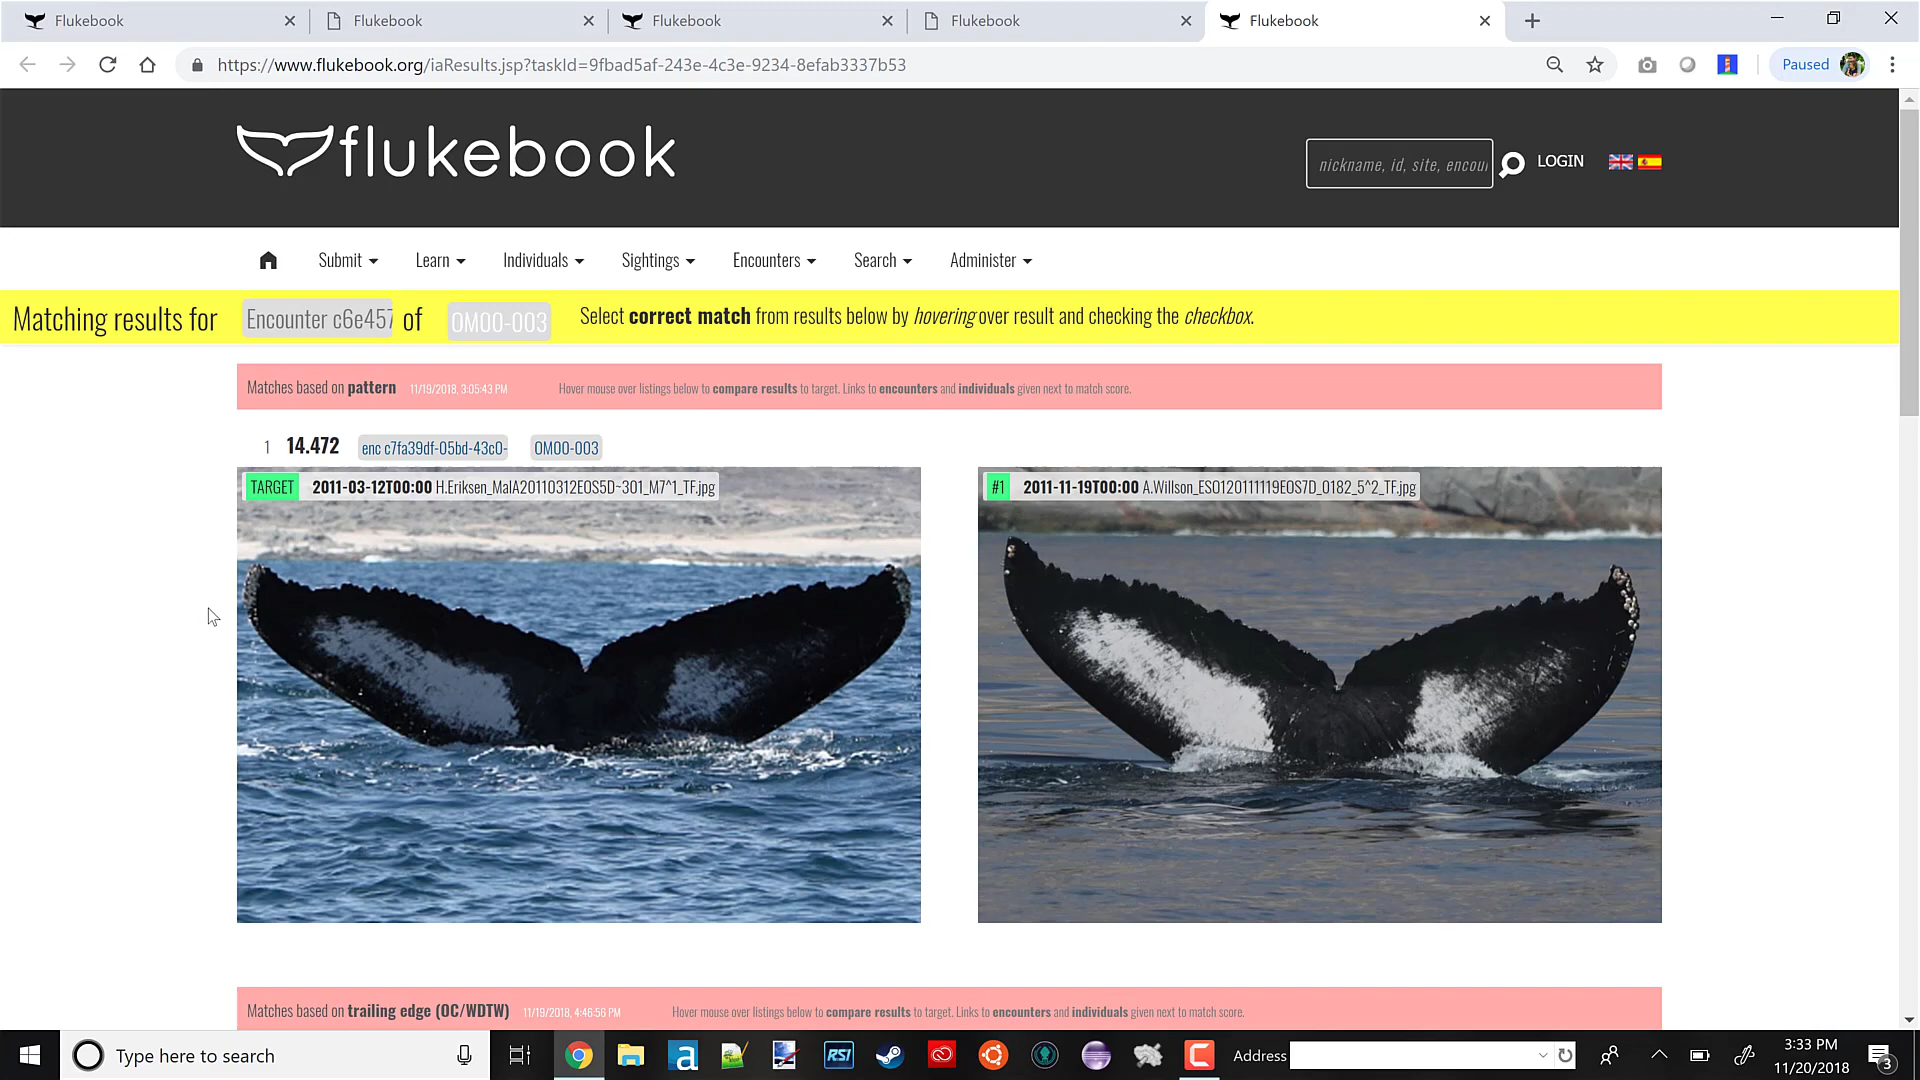 Flukebook
Flukebook
Flukebook
Flukebook
Flukebook
https://www.flukebook.org/iaResults.jsp?taskId=9fbad5af-243e-4c3e-9234-8efab3337b53
Paused
flukebook
nickname, id, site, encoun
LOGIN
Submit
Learn
Individuals
Sightings
Encounters
Search
Administer
Matching results for Encounter c6e457 of OM00-003 Select correct match from results below by hovering over result and checking the checkbox.
Matches based on pattern 11/19/2018, 3:05:43 PM Hover mouse over listings below to compare results to target. Links to encounters and individuals given next to match score.
1 14.472 enc c7fa39df-05bd-43c0- OM00-003
TARGET 2011-03-12T00:00 H.Eriksen_MalA20110312EOS5D~301_M7^1_TF.jpg
#1 2011-11-19T00:00 A.Willson_ESO120111119EOS7D_0182_5^2_TF.jpg
Matches based on trailing edge (OC/WDTW) 11/19/2018, 4:46:56 PM Hover mouse over listings below to compare results to target. Links to encounters and individuals given next to match score.
Type here to search
RSI
Address
3:33 PM
11/20/2018
3